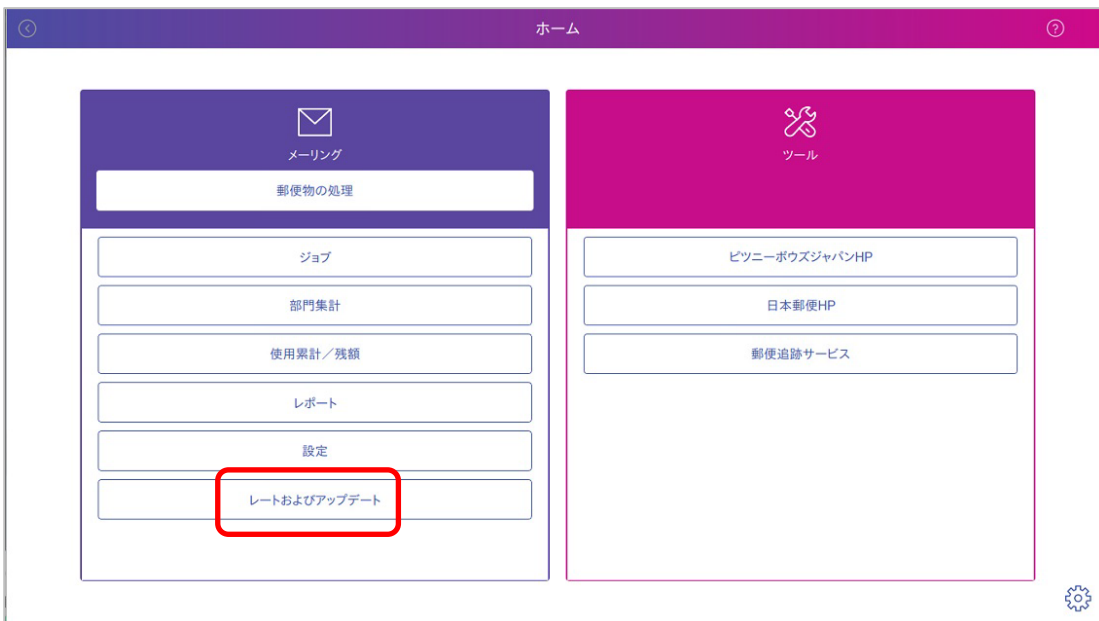 ホーム
メーリング
郵便物の処理
ジョブ
部門集計
使用累計／残額
レポート
設定
レートおよびアップデート
ツール
ピツニーボウズジャパンHP
日本郵便HP
郵便追跡サービス